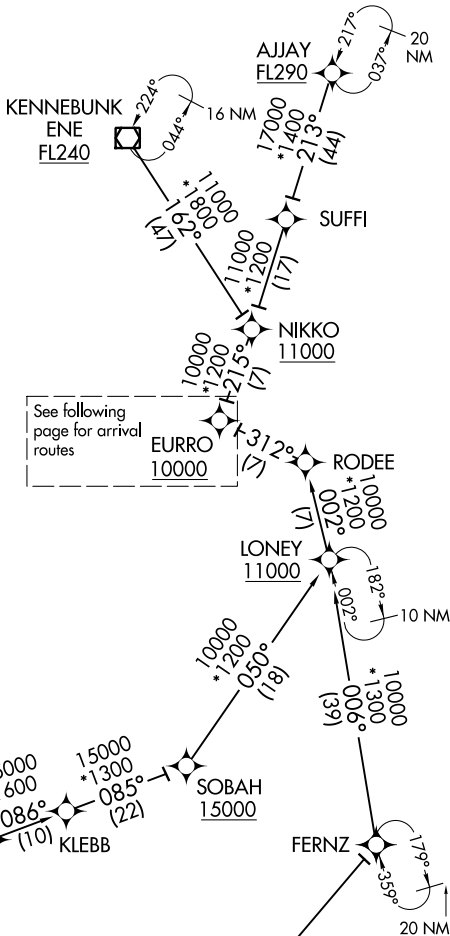 AJJAY
FL290
217°
037°
20
NM
KENNEBUNK
ENE
FL240
224°
044°
16 NM
17000
*1400
213°
(44)
11000
*1800
162°
(47)
SUFFI
11000
*1200
(17)
NIKKO
11000
10000
*1200
215°
(7)
See following
page for arrival
routes
EURRO
10000
312°
(7)
RODEE
10000
*1200
002°
(7)
LONEY
11000
182°
002°
10 NM
10000
*1200
050°
(18)
10000
*1300
006°
(39)
15000
*1300
085°
(22)
SOBAH
15000
086°
(10)
KLEBB
FERNZ
179°
359°
20 NM